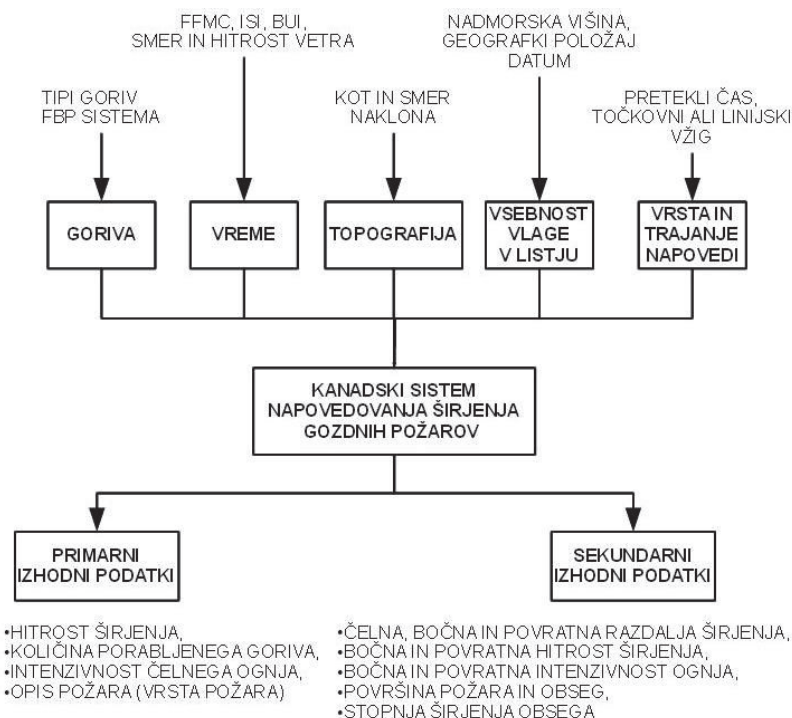 FFMC, ISI, BUI,
SMER IN HITROST VETRA
NADMORSKA VIŠINA,
GEOGRAFKI POLOŽAJ
DATUM
TIPI GORIV
FBP SISTEMA
KOT IN SMER
NAKLONA
PRETEKLI ČAS,
TOČKOVNI ALI LINIJSKI
VŽIG
GORIVA
VREME
TOPOGRAFIJA
VSEBNOST
VLAGE
V LISTJU
VRSTA IN
TRAJANJE
NAPOVEDI
KANADSKI SISTEM
NAPOVEDOVANJA ŠIRJENJA
GOZDNIH POŽAROV
PRIMARNI
IZHODNI PODATKI
SEKUNDARNI
IZHODNI PODATKI
•HITROST ŠIRJENJA,
•KOLIČINA PORABLJENEGA GORIVA,
•INTENZIVNOST ČELNEGA OGNJA,
•OPIS POŽARA (VRSTA POŽARA)
•ČELNA, BOČNA IN POVRATNA RAZDALJA ŠIRJENJA,
•BOČNA IN POVRATNA HITROST ŠIRJENJA,
•BOČNA IN POVRATNA INTENZIVNOST OGNJA,
•POVRŠINA POŽARA IN OBSEG,
•STOPNJA ŠIRJENJA OBSEGA